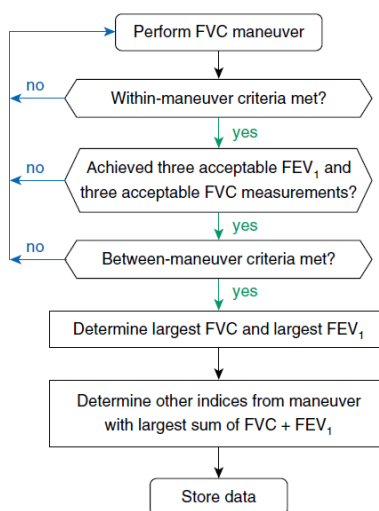 Perform FVC maneuver
no
Within-maneuver criteria met?
yes
no
Achieved three acceptable FEV₁ and
three acceptable FVC measurements?
yes
no
Between-maneuver criteria met?
yes
Determine largest FVC and largest FEV₁
Determine other indices from maneuver
with largest sum of FVC + FEV₁
Store data